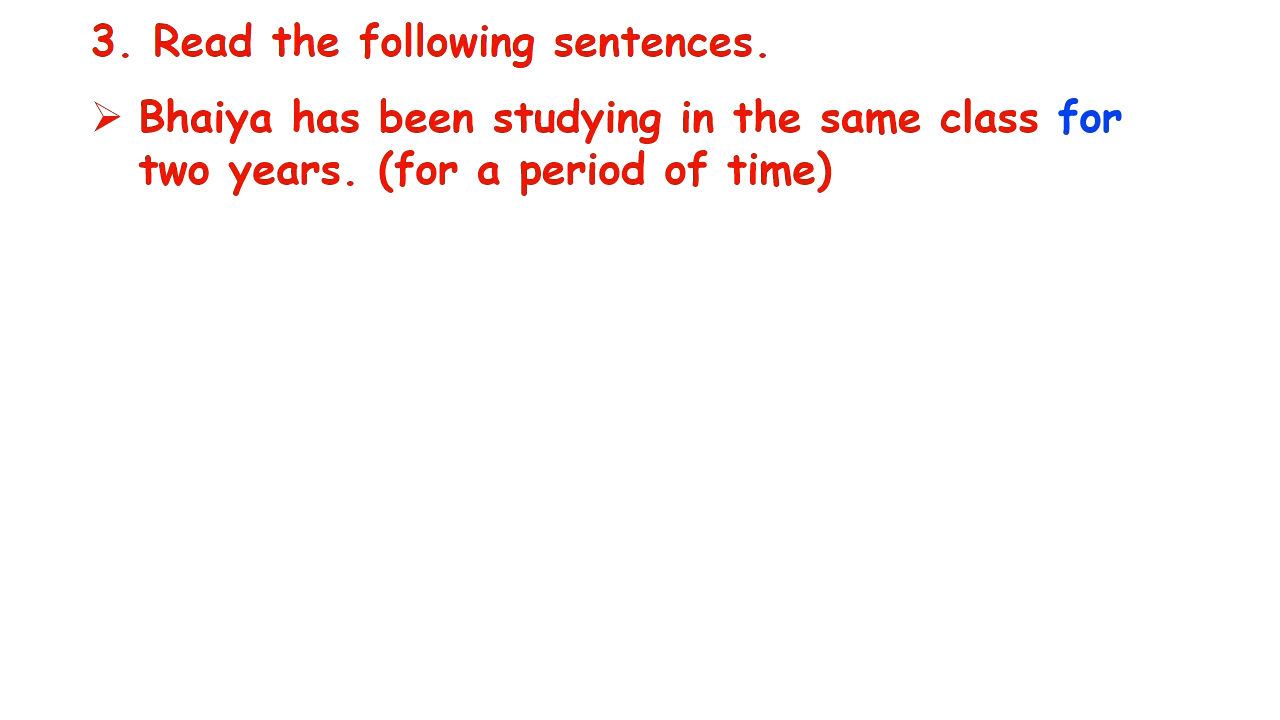 3. Read the following sentences.
➢ Bhaiya has been studying in the same class for
two years. (for a period of time)